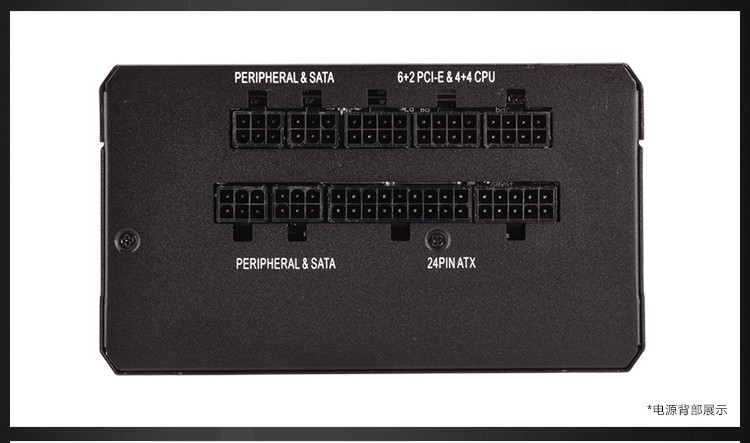 PERIPHERAL & SATA
6+2 PCI-E & 4+4 CPU
PERIPHERAL & SATA
24PIN ATX
*电源背部展示